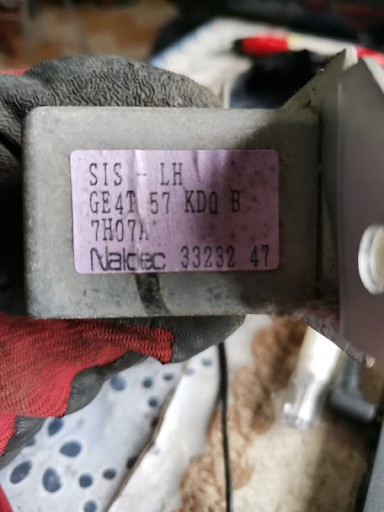 SIS - LH
GE4T 57 KD0 B
7H07A
Naldec 33232 47